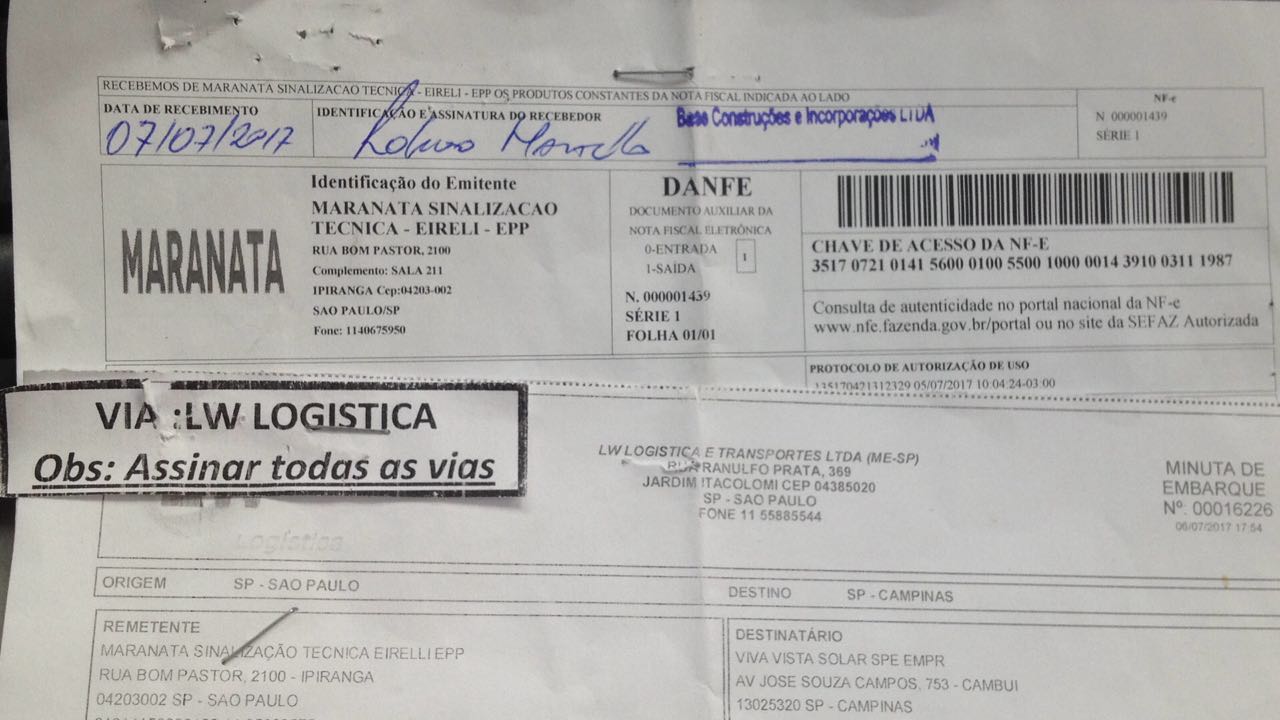 RECEBEMOS DE MARANATA SINALIZACAO TECNICA - EIRELI - EPP OS PRODUTOS CONSTANTES DA NOTA FISCAL INDICADA AO LADO
DATA DE RECEBIMENTO
07/07/2017
IDENTIFICAÇÃO E ASSINATURA DO RECEBEDOR
Base Construções e Incorporações LTDA
NF-e
N 000001439
SÉRIE 1
MARANATA
Identificação do Emitente
MARANATA SINALIZACAO
TECNICA - EIRELI - EPP
RUA BOM PASTOR, 2100
Complemento: SALA 211
IPIRANGA Cep:04203-002
SAO PAULO/SP
Fone: 1140675950
DANFE
DOCUMENTO AUXILIAR DA
NOTA FISCAL ELETRÔNICA
0-ENTRADA
1-SAÍDA
1
N. 000001439
SÉRIE 1
FOLHA 01/01
CHAVE DE ACESSO DA NF-E
3517 0721 0141 5600 0100 5500 1000 0014 3910 0311 1987
Consulta de autenticidade no portal nacional da NF-e
www.nfe.fazenda.gov.br/portal ou no site da SEFAZ Autorizada
PROTOCOLO DE AUTORIZAÇÃO DE USO
135170421312329 05/07/2017 10:04:24-03:00
VIA :LW LOGISTICA
Obs: Assinar todas as vias
Logística
LW LOGISTICA E TRANSPORTES LTDA (ME-SP)
RUA RANULFO PRATA, 369
JARDIM ITACOLOMI CEP 04385020
SP - SAO PAULO
FONE 11 55885544
MINUTA DE
EMBARQUE
Nº: 00016226
06/07/2017 17:54
ORIGEM SP - SAO PAULO
DESTINO SP - CAMPINAS
REMETENTE
MARANATA SINALIZAÇÃO TECNICA EIRELLI EPP
RUA BOM PASTOR, 2100 - IPIRANGA
04203002 SP - SAO PAULO
DESTINATÁRIO
VIVA VISTA SOLAR SPE EMPR
AV JOSE SOUZA CAMPOS, 753 - CAMBUI
13025320 SP - CAMPINAS